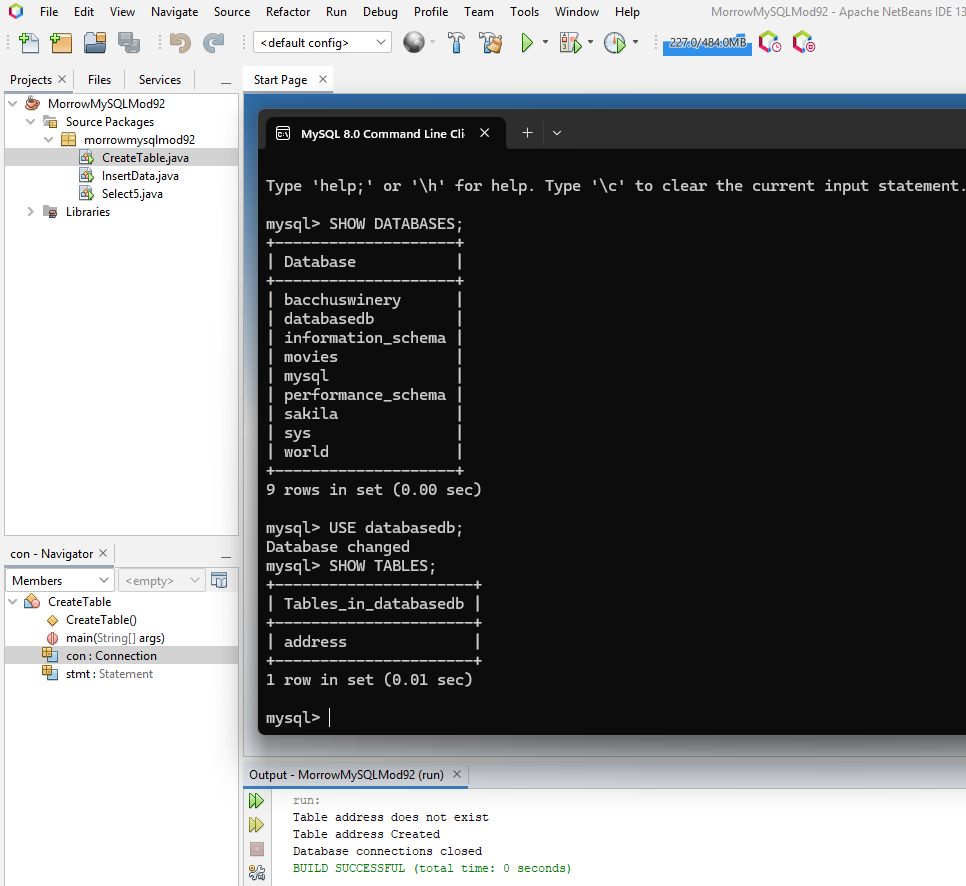 File Edit View Navigate Source Refactor Run Debug Profile Team Tools Window Help MorrowMySQLMod92 - Apache NetBeans IDE 13
<default config> 227.0/484.0MB
Projects Files Services Start Page
MorrowMySQLMod92
Source Packages
morrowmysqlmod92
CreateTable.java
InsertData.java
Select5.java
Libraries
MySQL 8.0 Command Line Cli
Type 'help;' or '\h' for help. Type '\c' to clear the current input statement.
mysql> SHOW DATABASES;
+--------------------+
| Database           |
+--------------------+
| bacchuswinery      |
| databasedb         |
| information_schema |
| movies             |
| mysql              |
| performance_schema |
| sakila             |
| sys                |
| world              |
+--------------------+
9 rows in set (0.00 sec)
mysql> USE databasedb;
Database changed
mysql> SHOW TABLES;
+----------------------+
| Tables_in_databasedb |
+----------------------+
| address              |
+----------------------+
1 row in set (0.01 sec)
mysql>
con - Navigator
Members <empty>
CreateTable
CreateTable()
main(String[] args)
con : Connection
stmt : Statement
Output - MorrowMySQLMod92 (run)
run:
Table address does not exist
Table address Created
Database connections closed
BUILD SUCCESSFUL (total time: 0 seconds)